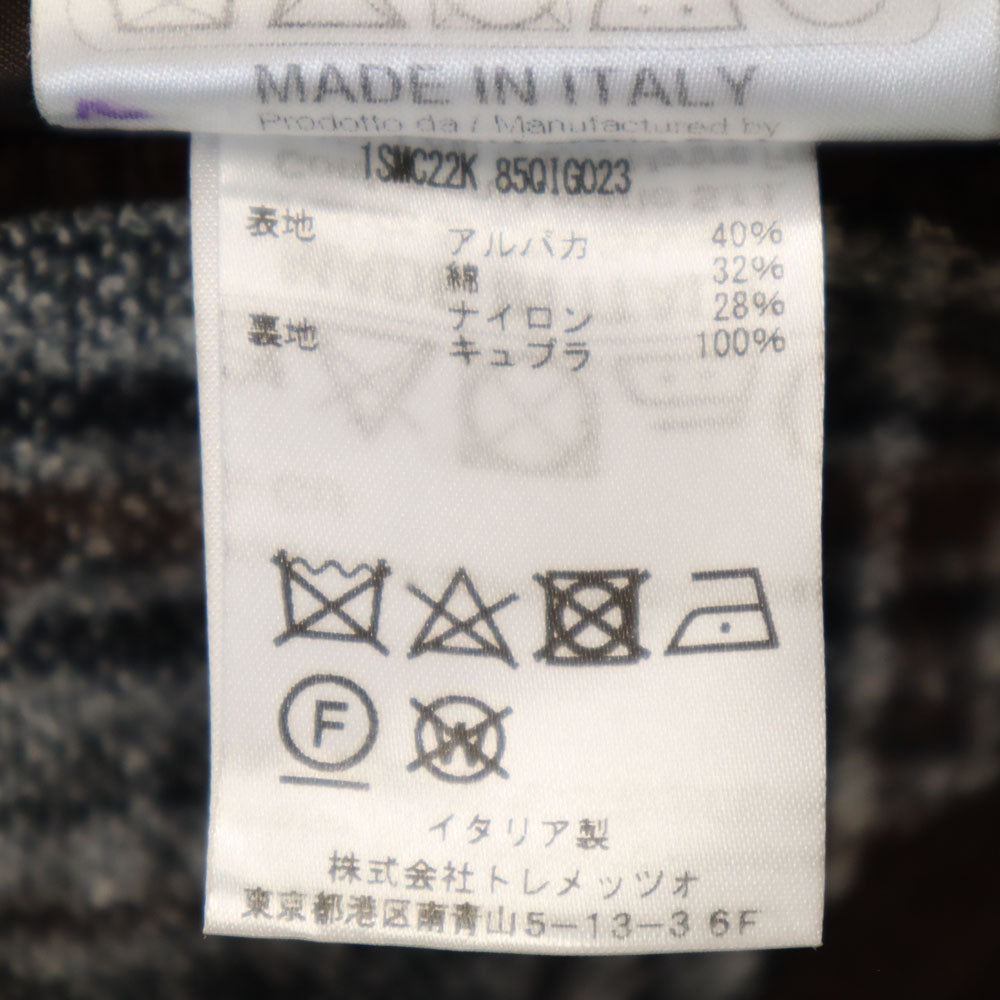 MADE IN ITALY
Prodotto da / Manufactured by
1SMC22K 85QIG023
表地 アルパカ 40%
綿 32%
ナイロン 28%
裏地 キュプラ 100%
F
W
イタリア製
株式会社トレメッツォ
東京都港区南青山5-13-3 6F